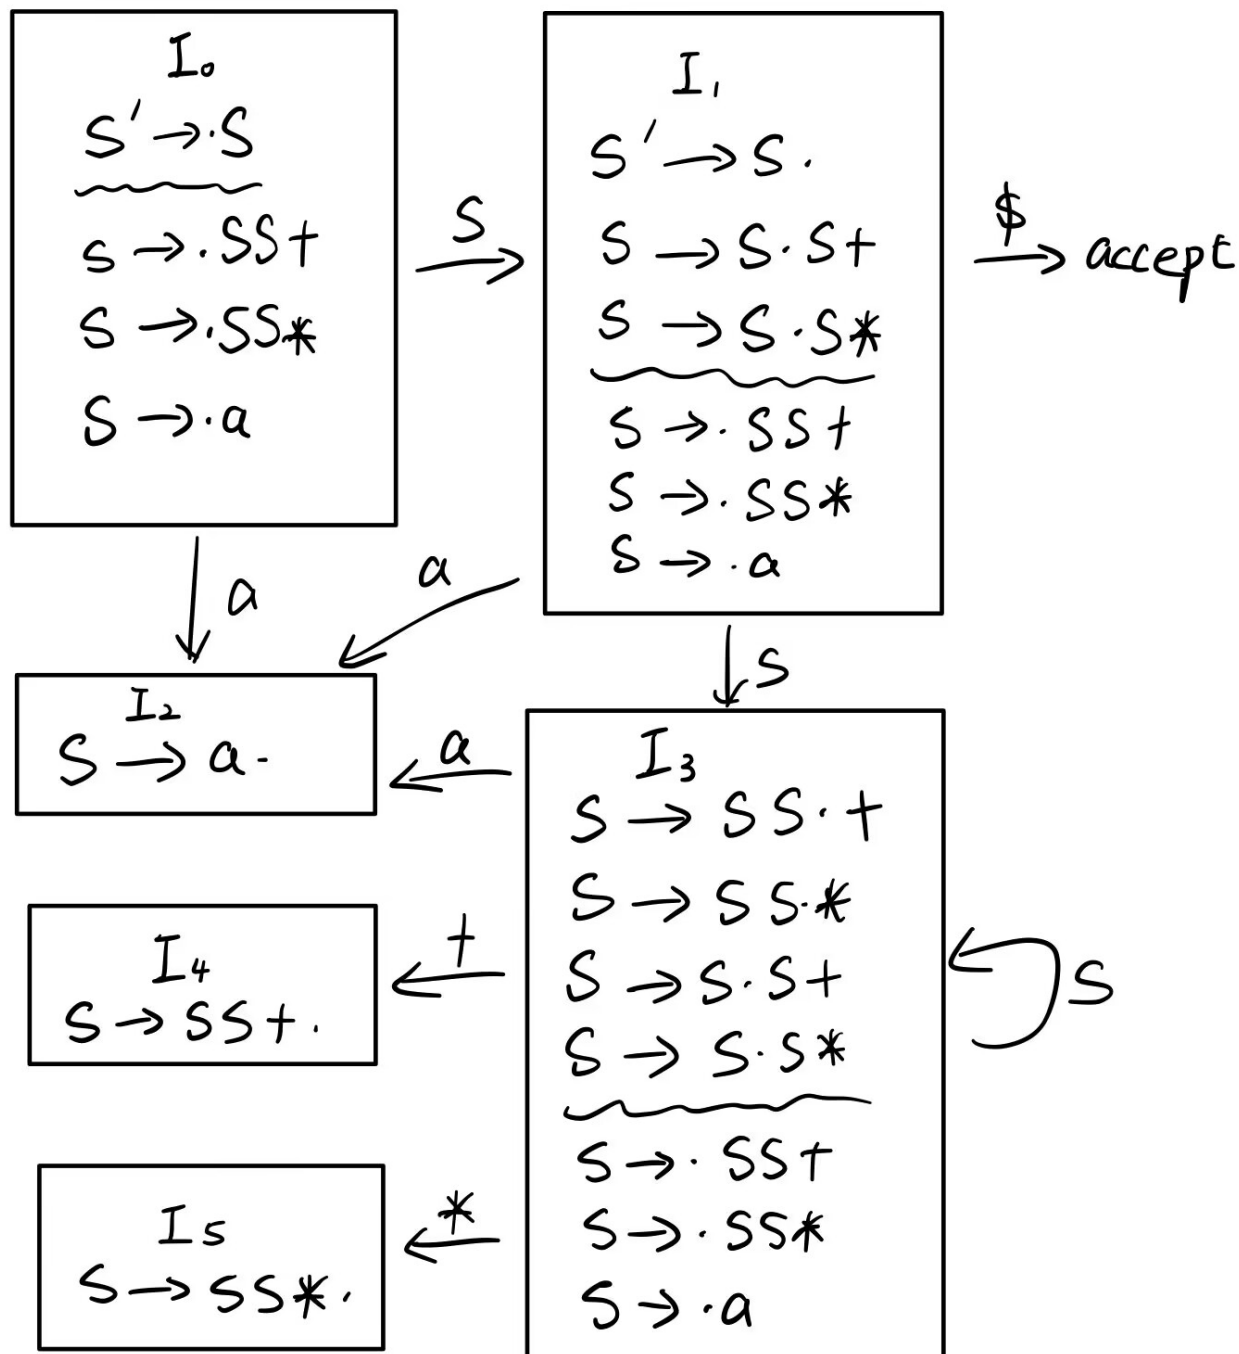 I₀
S' → ·S
S → ·SS+
S → ·SS*
S → ·a
S
I₁
S' → S·
S → S·S+
S → S·S*
S → ·SS+
S → ·SS*
S → ·a
$
accept
a
a
S
I₂
S → a·
a
I₃
S → SS·+
S → SS·*
S → S·S+
S → S·S*
S → ·SS+
S → ·SS*
S → ·a
S
+
I₄
S → SS+·
*
I₅
S → SS*·